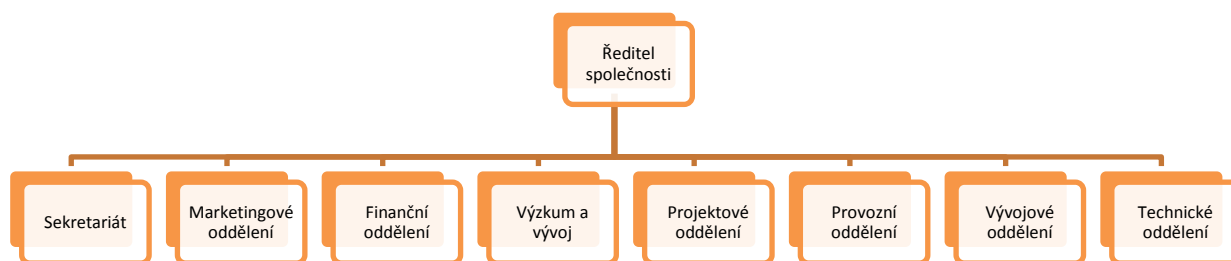 Ředitel
společnosti
Sekretariát
Marketingové
oddělení
Finanční
oddělení
Výzkum a
vývoj
Projektové
oddělení
Provozní
oddělení
Vývojové
oddělení
Technické
oddělení